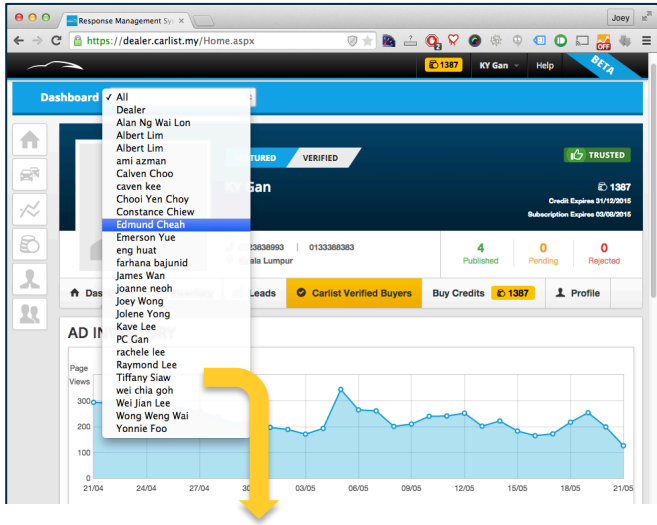 Response Management Sys
Joey
https://dealer.carlist.my/Home.aspx
2
OFF
1387
KY Gan
Help
BETA
Dashboard
All
Dealer
Alan Ng Wai Lon
Albert Lim
Albert Lim
ami azman
Calven Choo
caven kee
Chooi Yen Choy
Constance Chiew
Edmund Cheah
Emerson Yue
eng huat
farhana bajunid
James Wan
joanne neoh
Joey Wong
Jolene Yong
Kave Lee
PC Gan
rachele lee
Raymond Lee
Tiffany Siaw
wei chia goh
Wei Jian Lee
Wong Weng Wai
Yonnie Foo
VERIFIED
TRUSTED
Gan
1387
Credit Expires 31/12/2015
Subscription Expires 03/08/2015
23838993 | 0133388383
ala Lumpur
4
Published
0
Pending
0
Rejected
Leads
Carlist Verified Buyers
Buy Credits
1387
Profile
AD IN
Page
Views
300
200
100
0
21/04
24/04
27/04
30
03/05
06/05
09/05
12/05
15/05
18/05
21/05